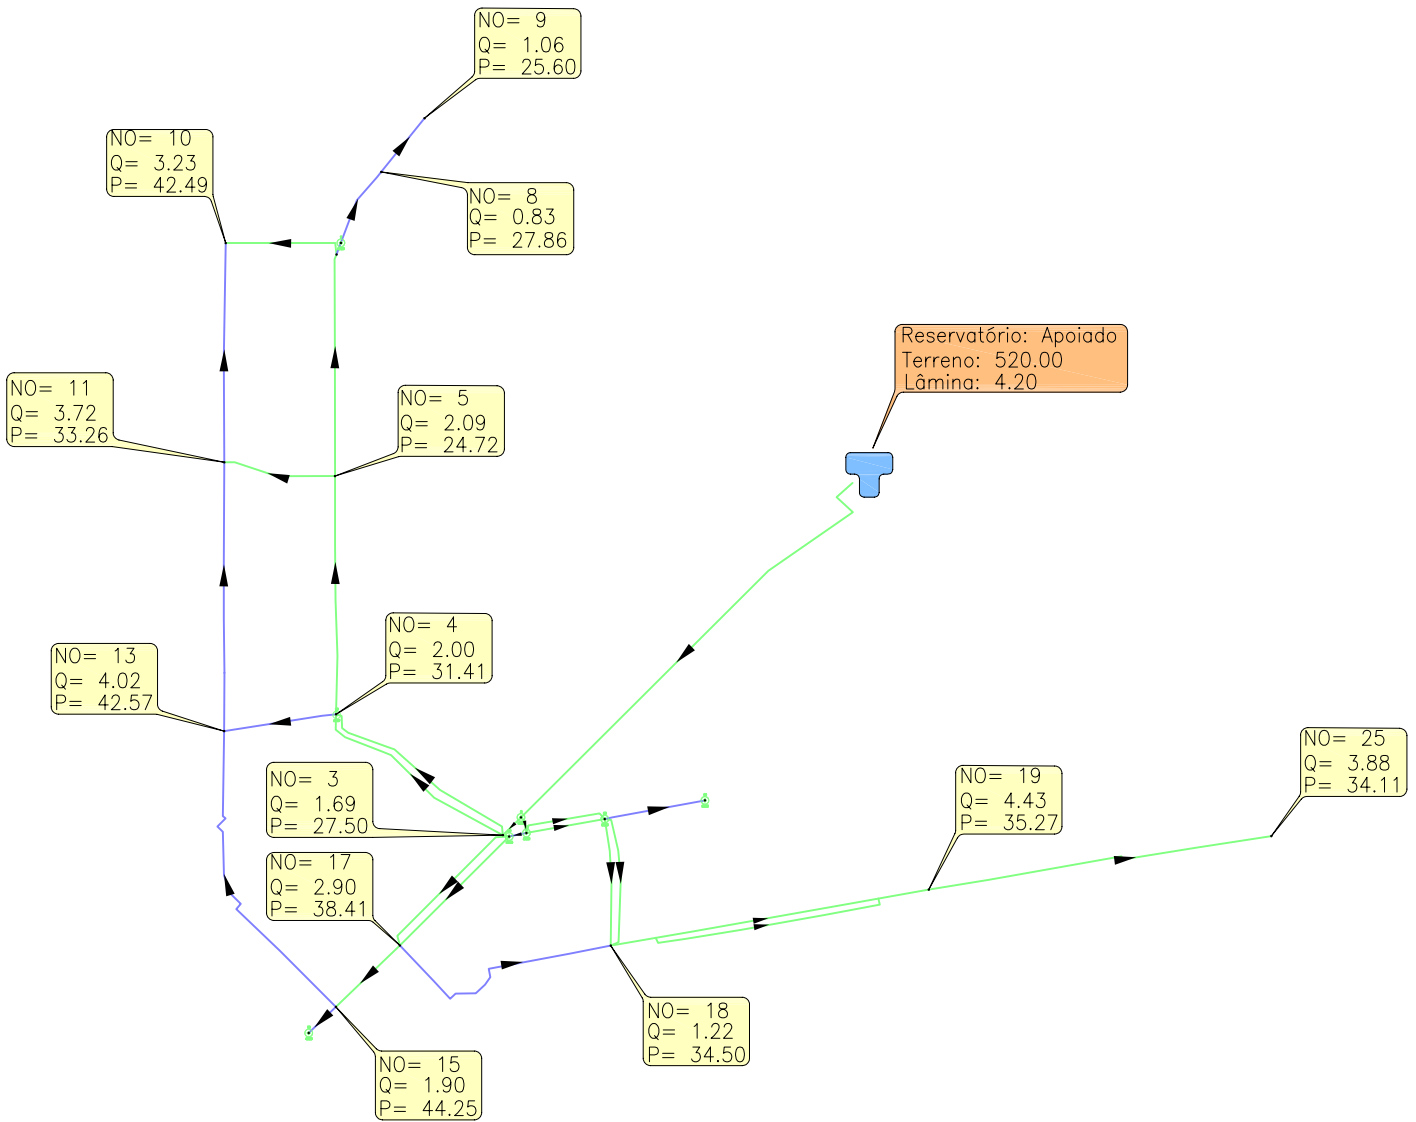 NO= 9
Q= 1.06
P= 25.60
NO= 10
Q= 3.23
P= 42.49
NO= 8
Q= 0.83
P= 27.86
Reservatório: Apoiado
Terreno: 520.00
Lâmina: 4.20
NO= 11
Q= 3.72
P= 33.26
NO= 5
Q= 2.09
P= 24.72
NO= 4
Q= 2.00
P= 31.41
NO= 13
Q= 4.02
P= 42.57
NO= 25
Q= 3.88
P= 34.11
NO= 3
Q= 1.69
P= 27.50
NO= 19
Q= 4.43
P= 35.27
NO= 17
Q= 2.90
P= 38.41
NO= 18
Q= 1.22
P= 34.50
NO= 15
Q= 1.90
P= 44.25